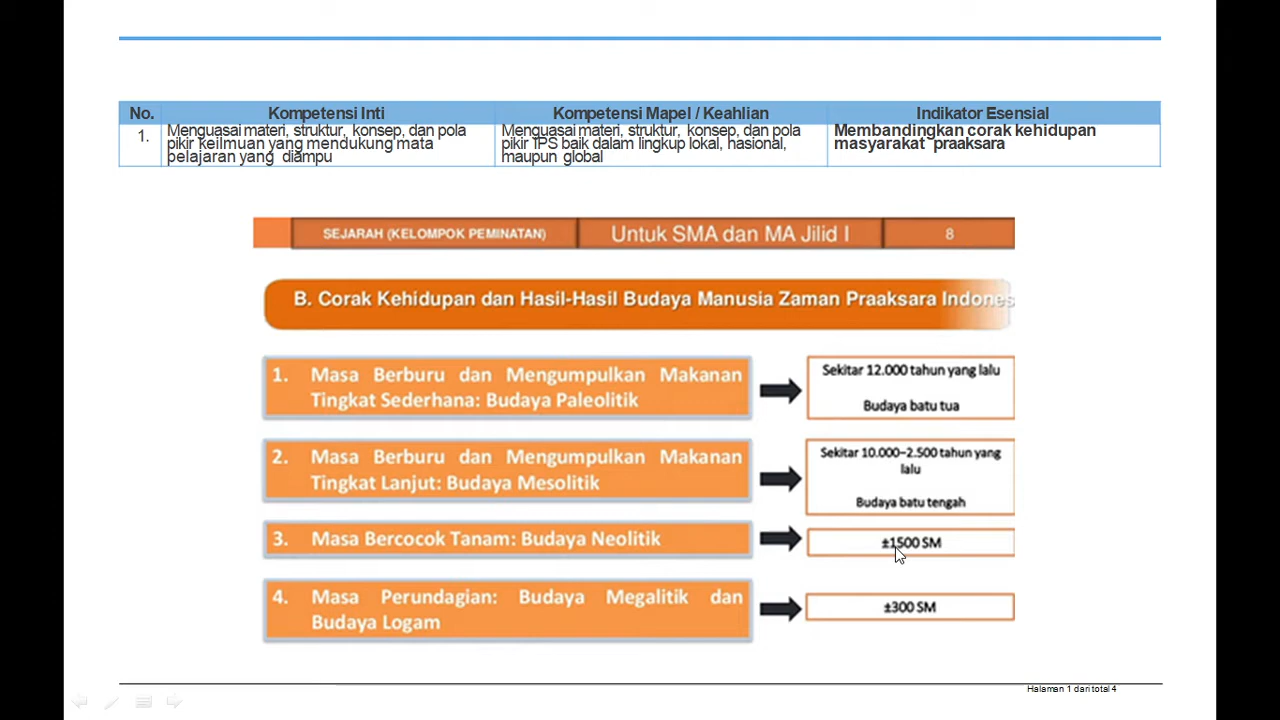 No.
Kompetensi Inti
Kompetensi Mapel / Keahlian
Indikator Esensial
1.
Menguasai materi, struktur, konsep, dan pola
pikir keilmuan yang mendukung mata
pelajaran yang diampu
Menguasai materi, struktur, konsep, dan pola
pikir IPS baik dalam lingkup lokal, nasional,
maupun global
Membandingkan corak kehidupan
masyarakat praaksara
SEJARAH (KELOMPOK PEMINATAN)
Untuk SMA dan MA Jilid I
8
B. Corak Kehidupan dan Hasil-Hasil Budaya Manusia Zaman Praaksara Indones
1. Masa Berburu dan Mengumpulkan Makanan
Tingkat Sederhana: Budaya Paleolitik
Sekitar 12.000 tahun yang lalu
Budaya batu tua
2. Masa Berburu dan Mengumpulkan Makanan
Tingkat Lanjut: Budaya Mesolitik
Sekitar 10.000–2.500 tahun yang
lalu
Budaya batu tengah
3. Masa Bercocok Tanam: Budaya Neolitik
±1500 SM
4. Masa Perundagian: Budaya Megalitik dan
Budaya Logam
±300 SM
Halaman 1 dari total 4